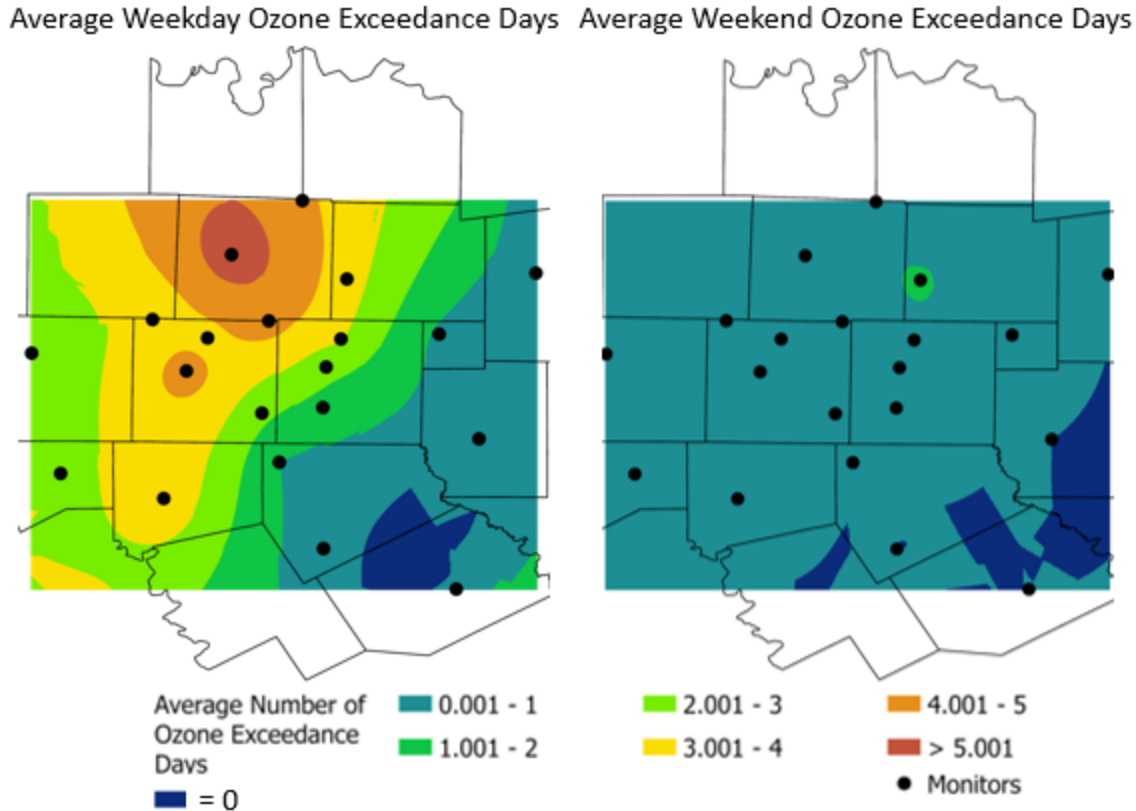 Average Weekday Ozone Exceedance Days
Average Weekend Ozone Exceedance Days
Average Number of
Ozone Exceedance
Days
= 0
0.001 - 1
1.001 - 2
2.001 - 3
3.001 - 4
4.001 - 5
> 5.001
Monitors